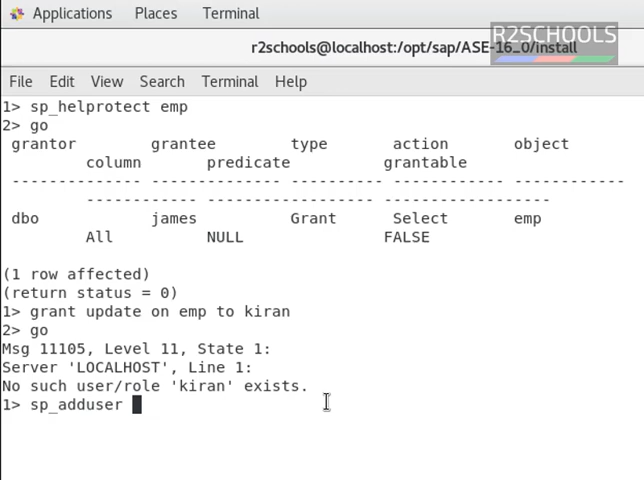 Applications Places Terminal
R2SCHOOLS
r2schools@localhost:/opt/sap/ASE-16_0/install
File Edit View Search Terminal Help
1> sp_helprotect emp
2> go
grantor grantee type action object
column predicate grantable
-------------- -------------- ---------- ------------ ------------
------------ ------------------ ------------------
dbo james Grant Select emp
All NULL FALSE
(1 row affected)
(return status = 0)
1> grant update on emp to kiran
2> go
Msg 11105, Level 11, State 1:
Server 'LOCALHOST', Line 1:
No such user/role 'kiran' exists.
1> sp_adduser